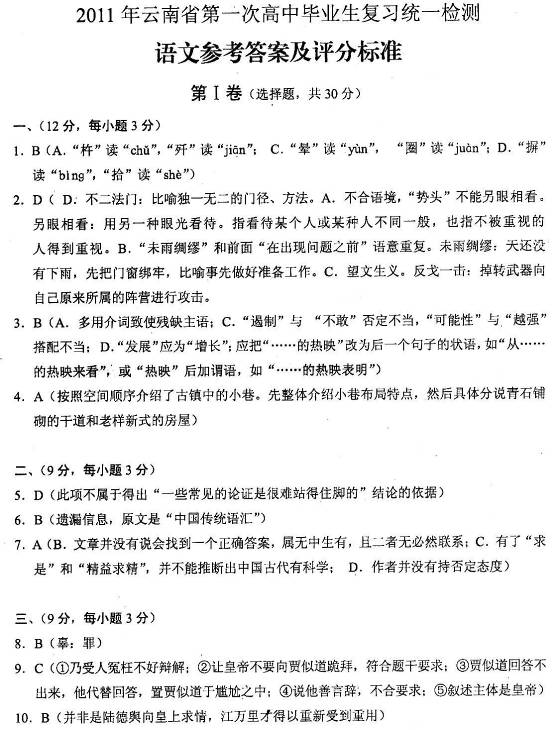 2011 年云南省第一次高中毕业生复习统一检测
语文参考答案及评分标准
第 I 卷（选择题，共 30 分）
一、（12 分，每小题 3 分）
1．B（A．“杵”读“chǔ”，“歼”读“jiān”； C．“晕”读“yùn”， “圈”读“juàn”；D．“摒”
读“bìng”，“拾”读“shè”）
2．D（ D．不二法门：比喻独一无二的门径、方法。A．不合语境，“势头”不能另眼相看。
另眼相看：用另一种眼光看待。指看待某个人或某种人不同一般，也指不被重视的
人得到重视。B．“未雨绸缪”和前面“在出现问题之前”语意重复。未雨绸缪：天还没
有下雨，先把门窗绑牢，比喻事先做好准备工作。C．望文生义。反戈一击：掉转武器向
自己原来所属的阵营进行攻击。
3．B（A．多用介词致使残缺主语；C．“遏制”与 “不敢”否定不当，“可能性”与“越强”
搭配不当； D．“发展”应为“增长”；应把“……的热映”改为后一个句子的状语，如“从……
的热映来看”，或“热映”后加谓语，如“……的热映表明”）
4．A（按照空间顺序介绍了古镇中的小巷。先整体介绍小巷布局特点，然后具体分说青石铺
砌的干道和老样新式的房屋）
二、（9 分，每小题 3 分）
5．D（此项不属于得出“一些常见的论证是很难站得住脚的”结论的依据）
6．B（遗漏信息，原文是“中国传统语汇”）
7．A（B．文章并没有说会找到一个正确答案，属无中生有，且二者无必然联系；C．有了“求
是”和“精益求精”，并不能推断出中国古代有科学； D．作者并没有持否定态度）
三、（9 分，每小题 3 分）
8．B（辜：罪）
9．C（①乃受人冤枉不好辩解；②让皇帝不要向贾似道跪拜，符合题干要求；③贾似道回答不
出来，他代替回答，置贾似道于尴尬之中；④说他善言辞，不合要求；⑤叙述主体是皇帝）
10．B（并非是陆德舆向皇上求情，江万里才得以重新受到重用）